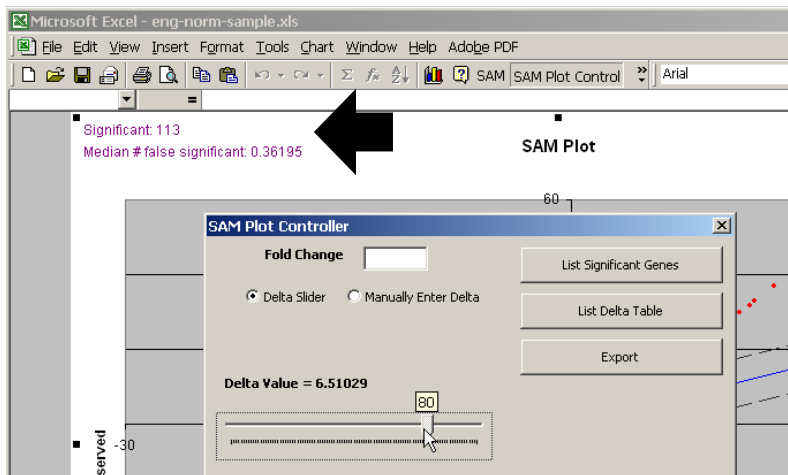 Microsoft Excel - eng-norm-sample.xls
File Edit View Insert Format Tools Chart Window Help Adobe PDF
SAM SAM Plot Control » Arial
=
Significant: 113
Median # false significant: 0.36195
SAM Plot
60
SAM Plot Controller
Fold Change
List Significant Genes
Delta Slider Manually Enter Delta
List Delta Table
Export
Delta Value = 6.51029
80
-30
served